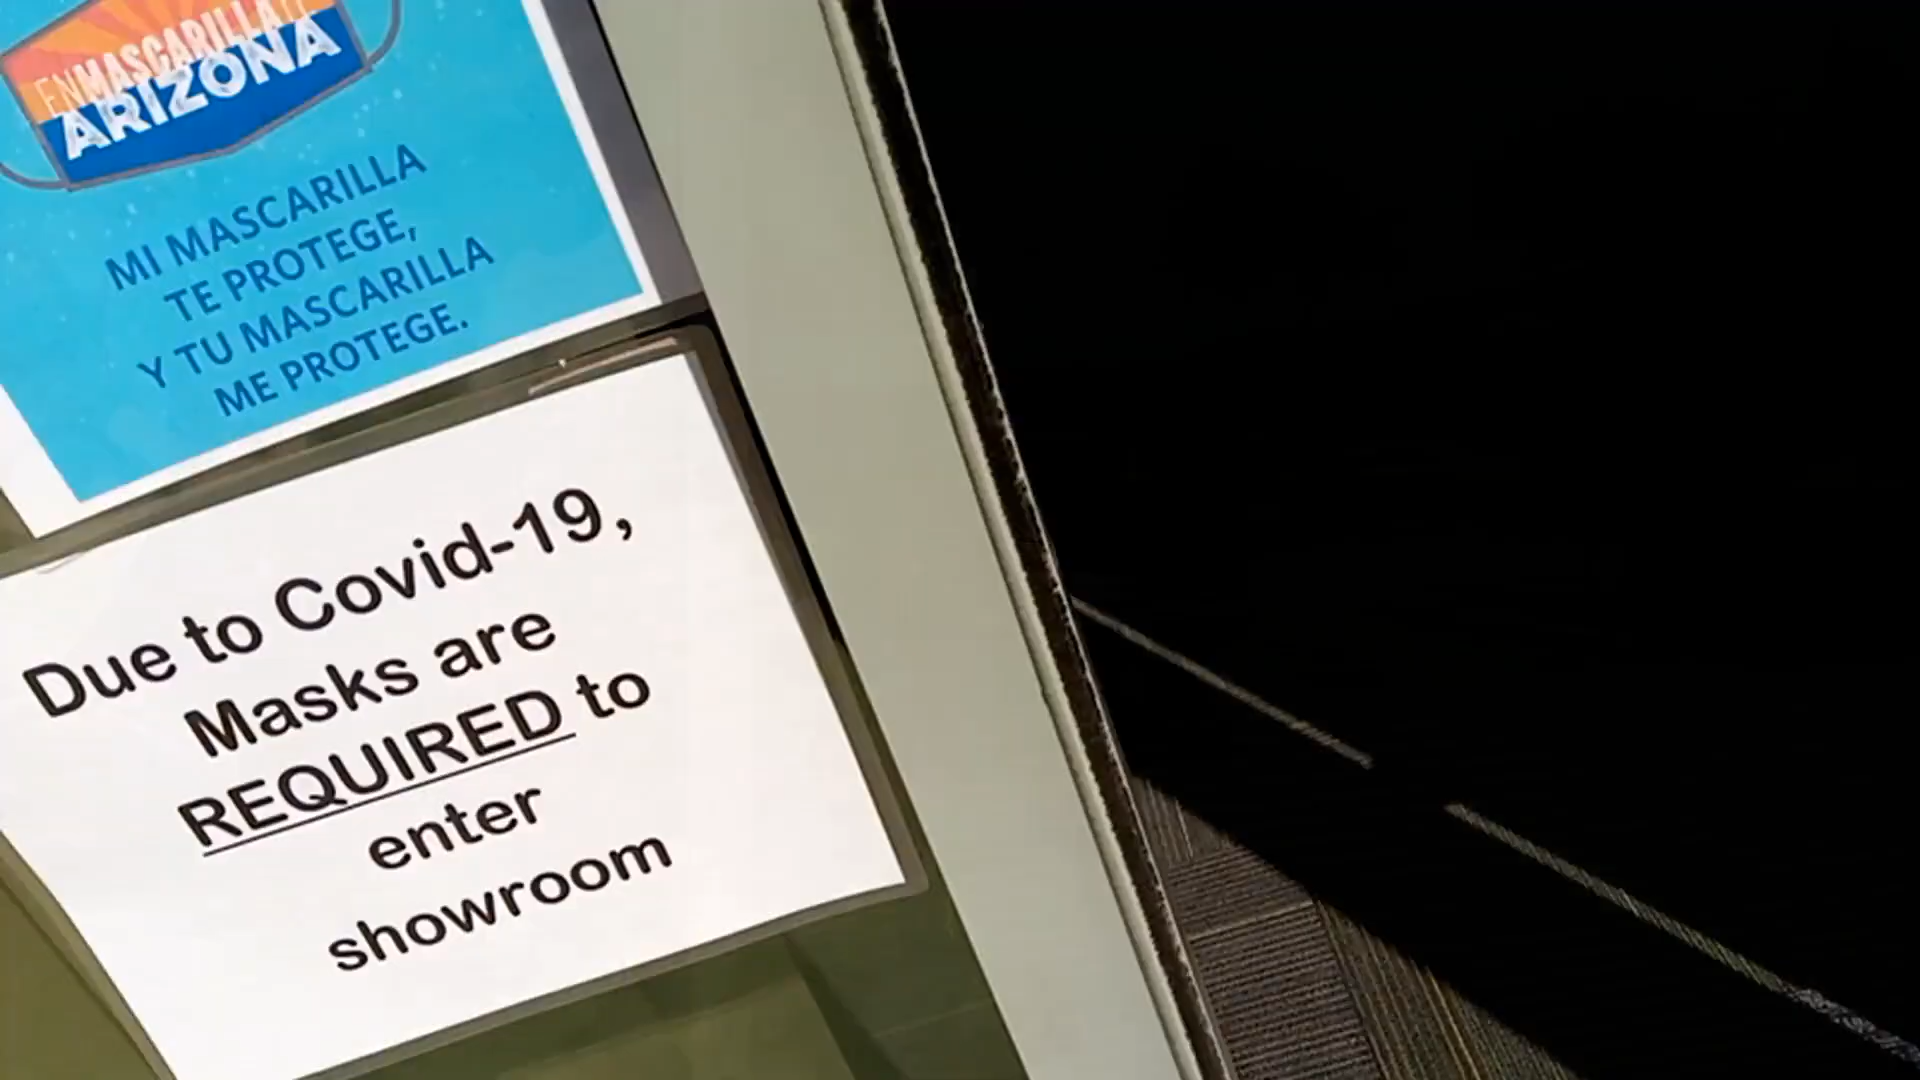 ENMASCARILLATE
ARIZONA
MI MASCARILLA
TE PROTEGE,
Y TU MASCARILLA
ME PROTEGE.
Due to Covid-19,
Masks are
REQUIRED to
enter
showroom